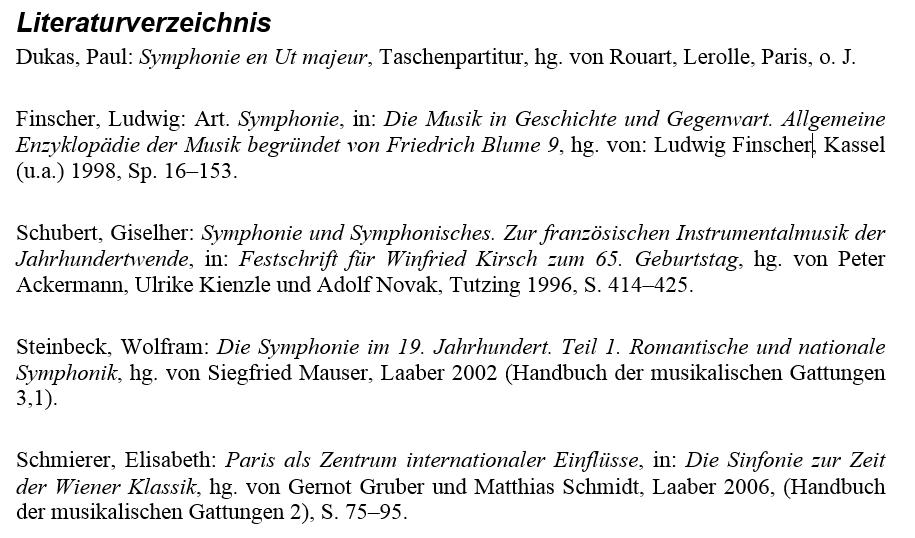 Literaturverzeichnis
Dukas, Paul: Symphonie en Ut majeur, Taschenpartitur, hg. von Rouart, Lerolle, Paris, o. J.
Finscher, Ludwig: Art. Symphonie, in: Die Musik in Geschichte und Gegenwart. Allgemeine
Enzyklopädie der Musik begründet von Friedrich Blume 9, hg. von: Ludwig Finscher, Kassel
(u.a.) 1998, Sp. 16–153.
Schubert, Giselher: Symphonie und Symphonisches. Zur französischen Instrumentalmusik der
Jahrhundertwende, in: Festschrift für Winfried Kirsch zum 65. Geburtstag, hg. von Peter
Ackermann, Ulrike Kienzle und Adolf Novak, Tutzing 1996, S. 414–425.
Steinbeck, Wolfram: Die Symphonie im 19. Jahrhundert. Teil 1. Romantische und nationale
Symphonik, hg. von Siegfried Mauser, Laaber 2002 (Handbuch der musikalischen Gattungen
3,1).
Schmierer, Elisabeth: Paris als Zentrum internationaler Einflüsse, in: Die Sinfonie zur Zeit
der Wiener Klassik, hg. von Gernot Gruber und Matthias Schmidt, Laaber 2006, (Handbuch
der musikalischen Gattungen 2), S. 75–95.